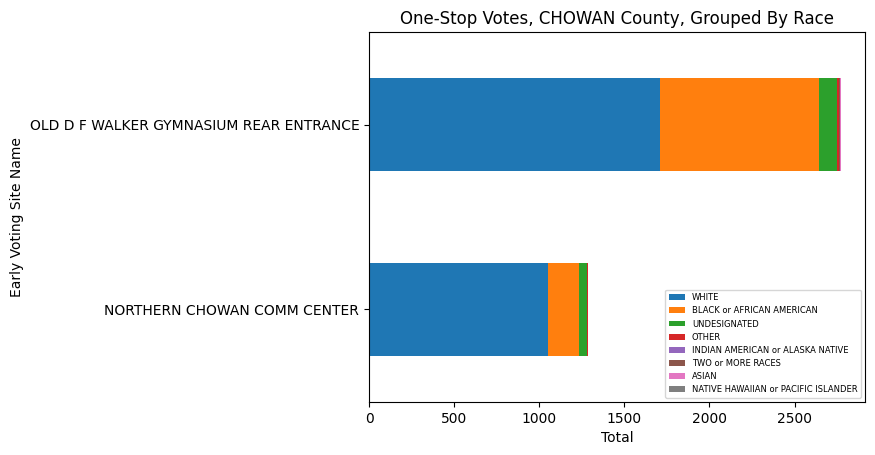 One-Stop Votes, CHOWAN County, Grouped By Race
Early Voting Site Name
OLD D F WALKER GYMNASIUM REAR ENTRANCE
NORTHERN CHOWAN COMM CENTER
WHITE
BLACK or AFRICAN AMERICAN
UNDESIGNATED
OTHER
INDIAN AMERICAN or ALASKA NATIVE
TWO or MORE RACES
ASIAN
NATIVE HAWAIIAN or PACIFIC ISLANDER
0 500 1000 1500 2000 2500
Total